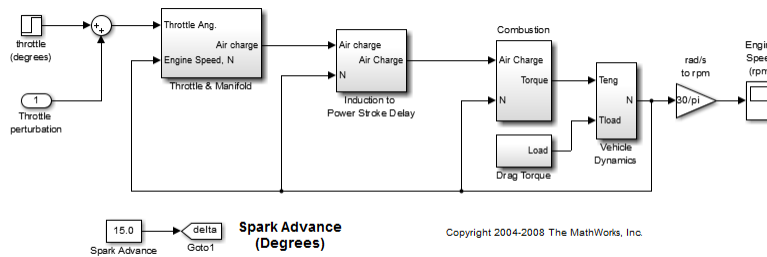 throttle
(degrees)
1
Throttle
perturbation
Throttle Ang.
Air charge
Engine Speed, N
Throttle & Manifold
Air charge
Air Charge
N
Induction to
Power Stroke Delay
Combustion
Air Charge
Torque
N
Load
Drag Torque
Teng
N
Tload
Vehicle
Dynamics
rad/s
to rpm
30/pi
15.0
Spark Advance
delta
Goto1
Spark Advance
(Degrees)
Copyright 2004-2008 The MathWorks, Inc.